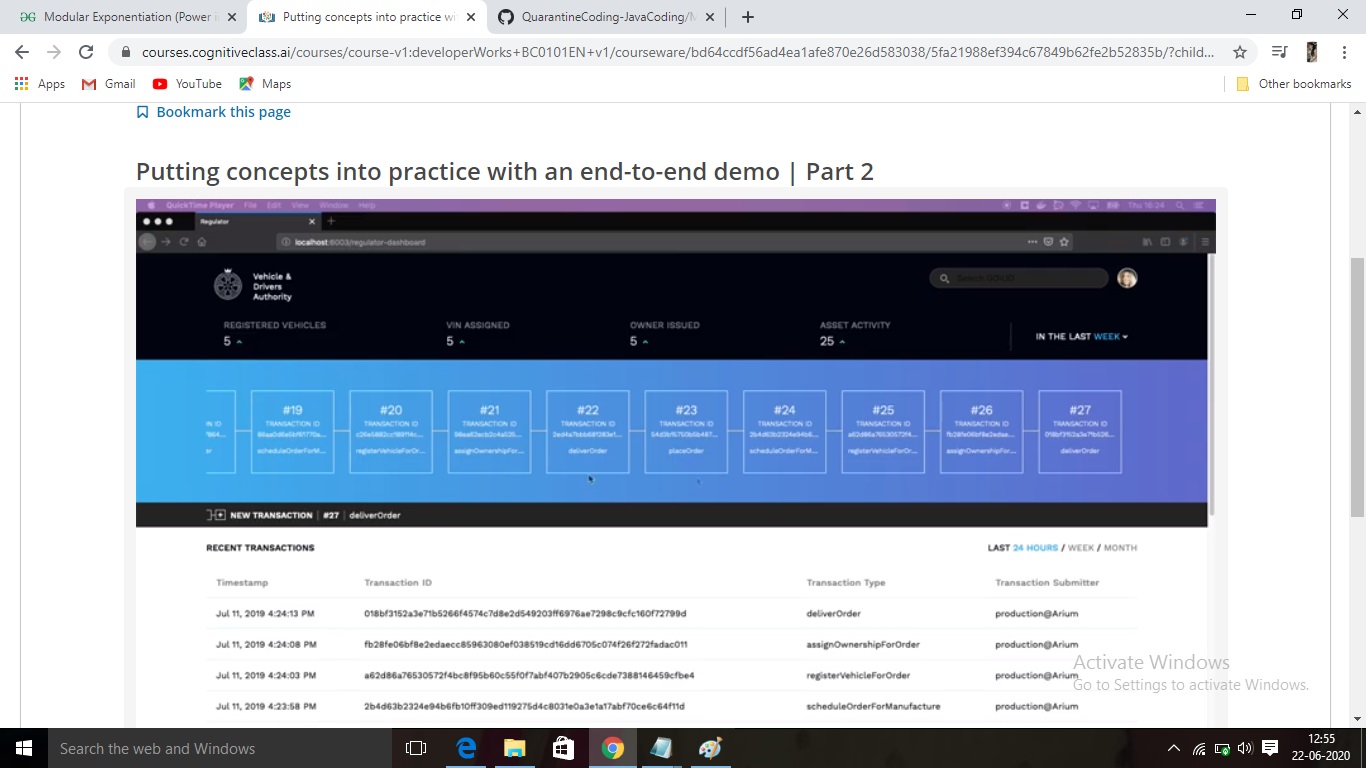 Modular Exponentiation (Power i
Putting concepts into practice wit
QuarantineCoding-JavaCoding/M
courses.cognitiveclass.ai/courses/course-v1:developerWorks+BC0101EN+v1/courseware/bd64ccdf56ad4ea1afe870e26d583038/5fa21988ef394c67849b62fe2b52835b/?child...
Apps Gmail YouTube Maps Other bookmarks
Bookmark this page
Putting concepts into practice with an end-to-end demo | Part 2
QuickTime Player File Edit View Window Help Thu 16:24
Regulator
localhost:6003/regulator-dashboard
Vehicle &
Drivers
Authority
REGISTERED VEHICLES VIN ASSIGNED OWNER ISSUED ASSET ACTIVITY
5 5 5 25
IN THE LAST WEEK
#19 #20 #21 #22 #23 #24 #25 #26 #27
TRANSACTION ID TRANSACTION ID TRANSACTION ID TRANSACTION ID TRANSACTION ID TRANSACTION ID TRANSACTION ID TRANSACTION ID TRANSACTION ID
scheduleOrderForM... registerVehicleForOr... assignOwnershipFor... deliverOrder placeOrder scheduleOrderForM... registerVehicleForOr... assignOwnershipFor... deliverOrder
NEW TRANSACTION | #27 | deliverOrder
RECENT TRANSACTIONS LAST 24 HOURS / WEEK / MONTH
Timestamp Transaction ID Transaction Type Transaction Submitter
Jul 11, 2019 4:24:13 PM 018bf3152a3e71b5266f4574c7d8e2d549203ff6976ae7298c9cfc160f72799d deliverOrder production@Arium
Jul 11, 2019 4:24:08 PM fb28fe06bf8e2edaecc85963080ef038519cd16dd6705c074f26f272fadac011 assignOwnershipForOrder production@Arium
Jul 11, 2019 4:24:03 PM a62d86a76530572f4bc8f95b60c55f0f7abf407b2905c6cde7388146459cfbe4 registerVehicleForOrder production@Arium
Jul 11, 2019 4:23:58 PM 2b4d63b2324e94b6fb10ff309ed119275d4c8031e0a3e1a17abf70ce6c64f11d scheduleOrderForManufacture production@Arium
Activate Windows
Go to Settings to activate Windows.
Search the web and Windows
12:55
22-06-2020